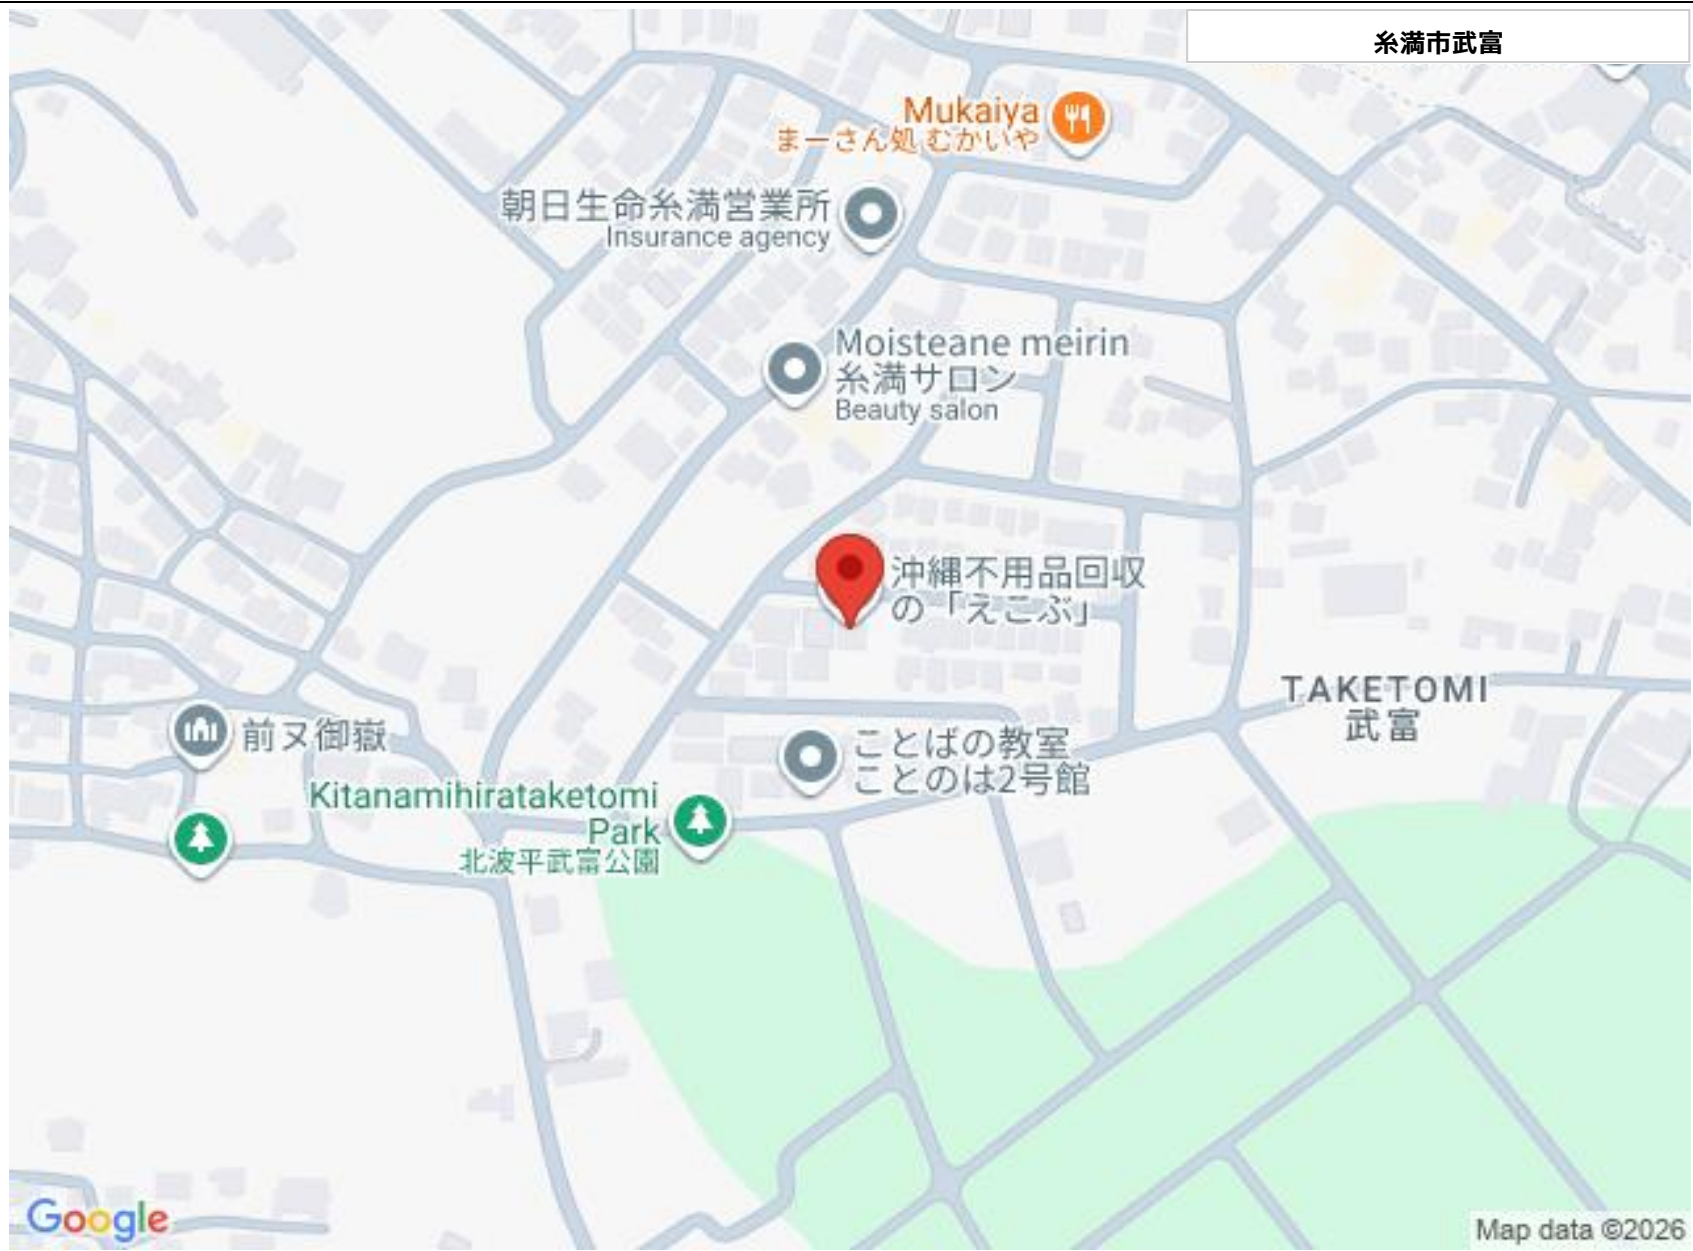 糸満市武富
Mukaiya
まーさん処 むかいや
朝日生命糸満営業所
Insurance agency
Moisteane meirin
糸満サロン
Beauty salon
沖縄不用品回収
の「えこぶ」
TAKETOMI
武富
前ヌ御嶽
ことばの教室
ことのは2号館
Kitanamihirataketomi
Park
北波平武富公園
Google
Map data ©2026